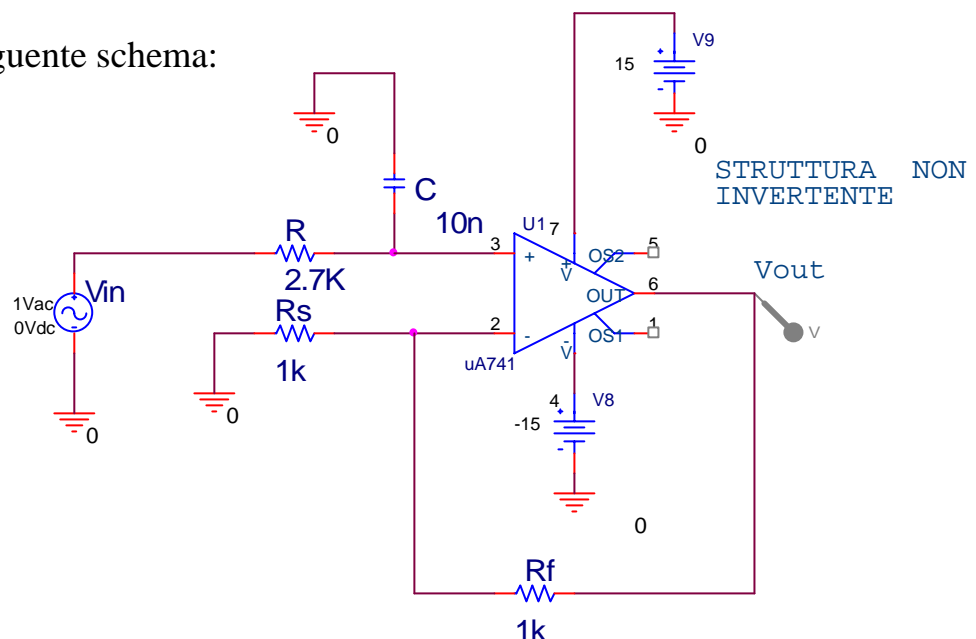 guente schema:
V9
15
0
0
STRUTTURA NON
INVERTENTE
C
10n
U1
7
R
3
+
+
V
OS2
5
2.7K
Vout
1Vac
0Vdc
Vin
OUT
6
V
Rs
2
-
-
V
OS1
1
1k
uA741
4
V8
-15
0
0
0
Rf
1k